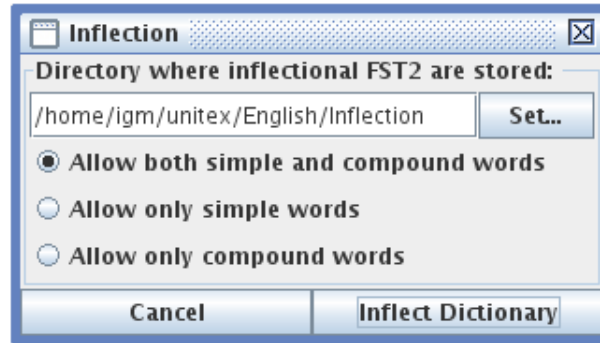 Inflection
Directory where inflectional FST2 are stored:
/home/igm/unitex/English/Inflection Set...
Allow both simple and compound words
Allow only simple words
Allow only compound words
Cancel Inflect Dictionary